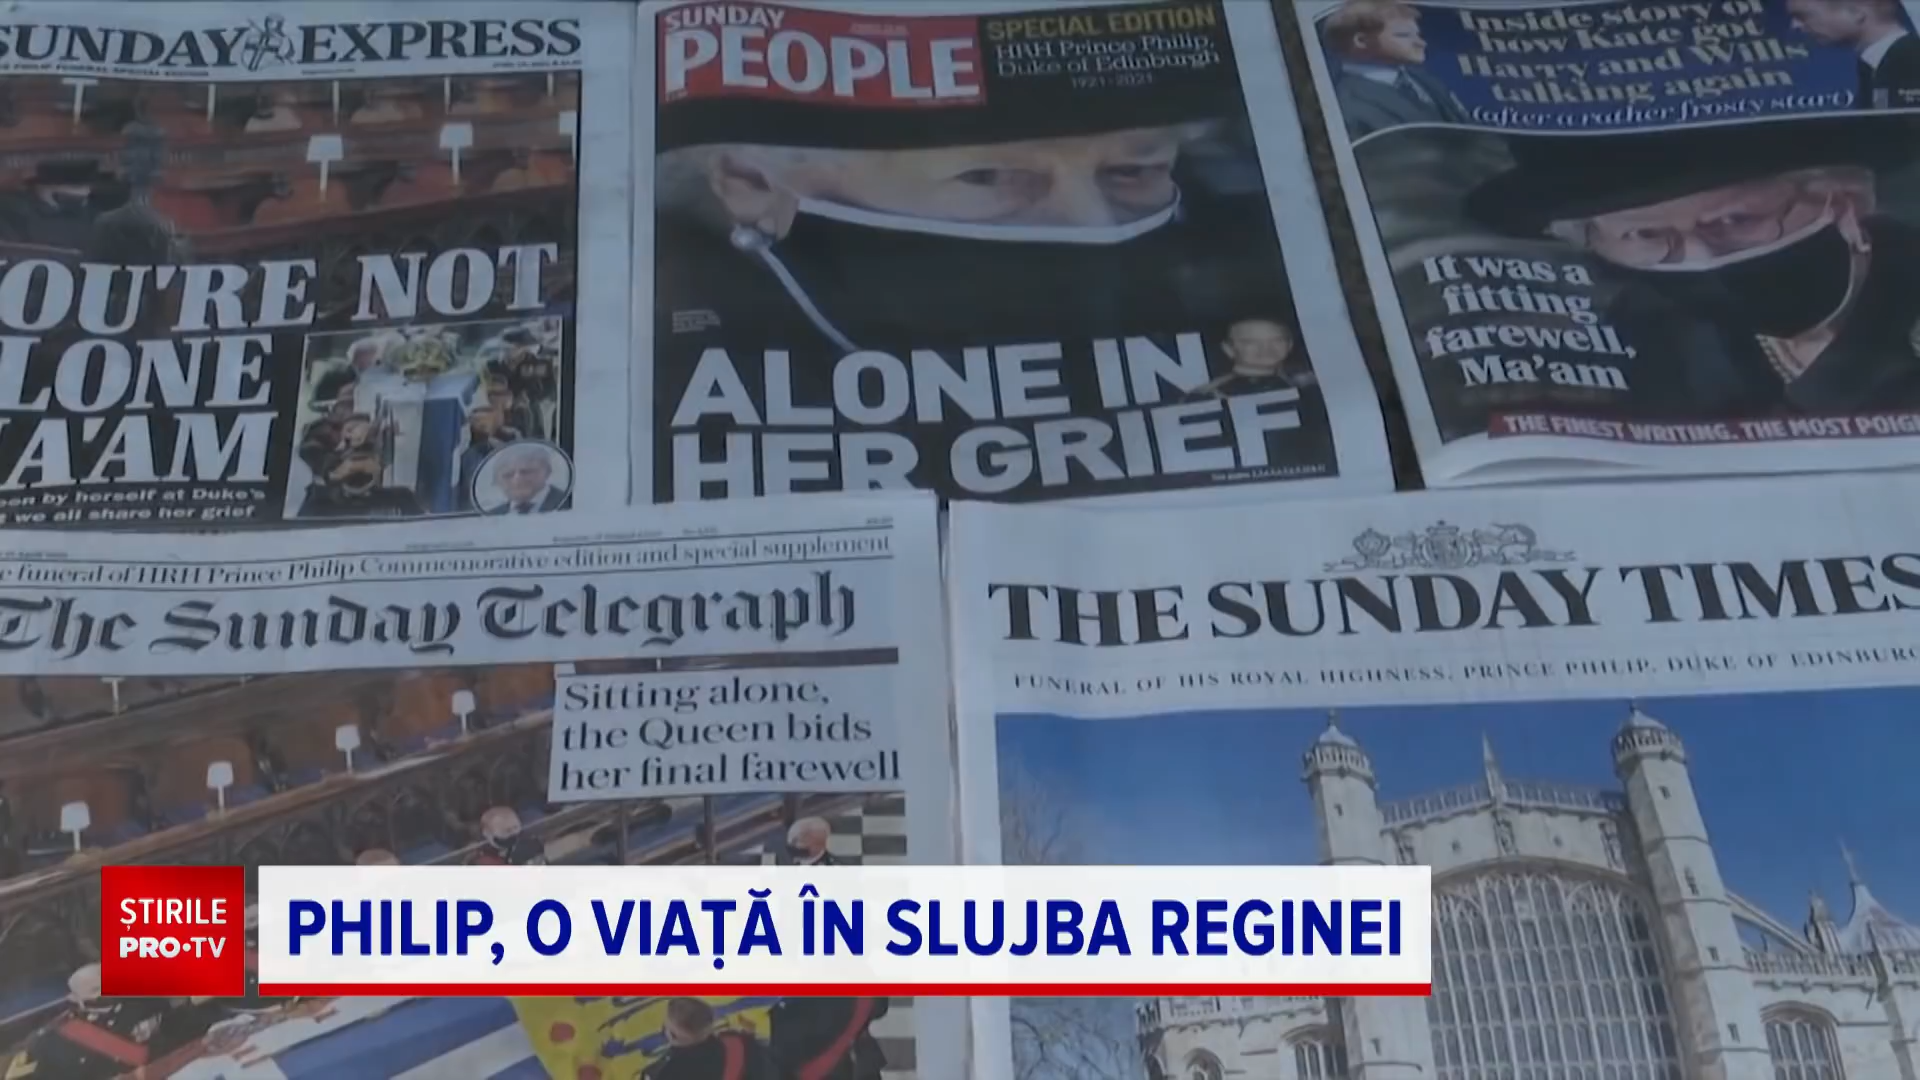 SUNDAY EXPRESS
OU'RE NOT
LONE
A'AM
by herself at Duke's
we all share her grief
SUNDAY
PEOPLE
SPECIAL EDITION
HRH Prince Philip,
Duke of Edinburgh
1921-2021
ALONE IN
HER GRIEF
Inside story of
how Kate got
Harry and Wills
talking again
(after a rather frosty start)
It was a
fitting
farewell,
Ma'am
THE FINEST WRITING. THE MOST POIG
funeral of HRH Prince Philip Commemorative edition and special supplement
The Sunday Telegraph
Sitting alone,
the Queen bids
her final farewell
THE SUNDAY TIMES
FUNERAL OF HIS ROYAL HIGHNESS, PRINCE PHILIP, DUKE OF EDINBURG
ȘTIRILE
PRO•TV
PHILIP, O VIAȚĂ ÎN SLUJBA REGINEI